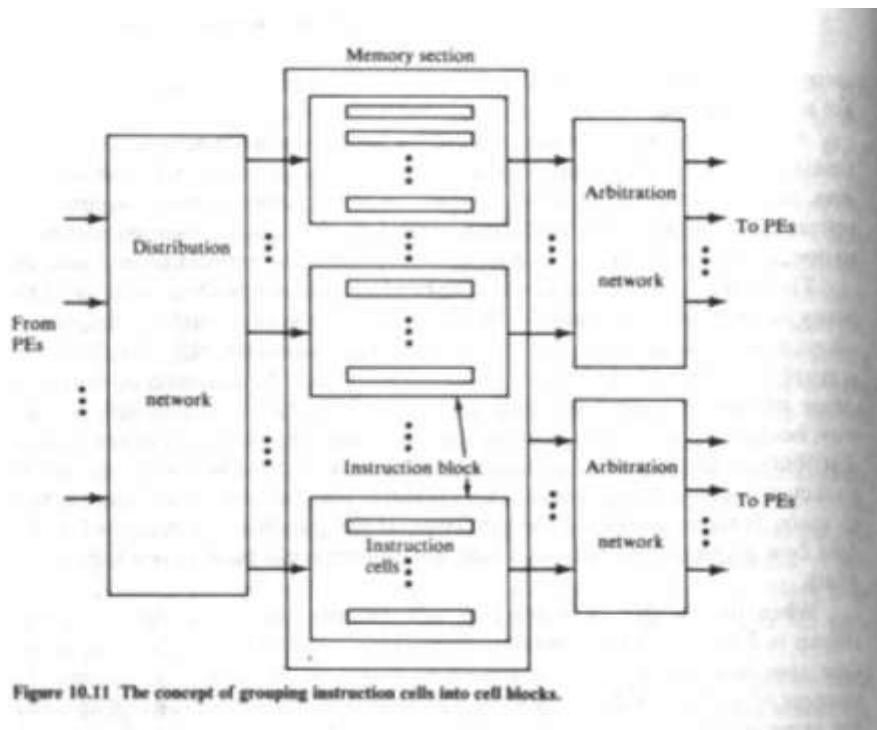 Memory section
Arbitration
To PEs
Distribution
network
From
PEs
network
Instruction block
Arbitration
To PEs
Instruction
cells
network
Figure 10.11 The concept of grouping instruction cells into cell blocks.